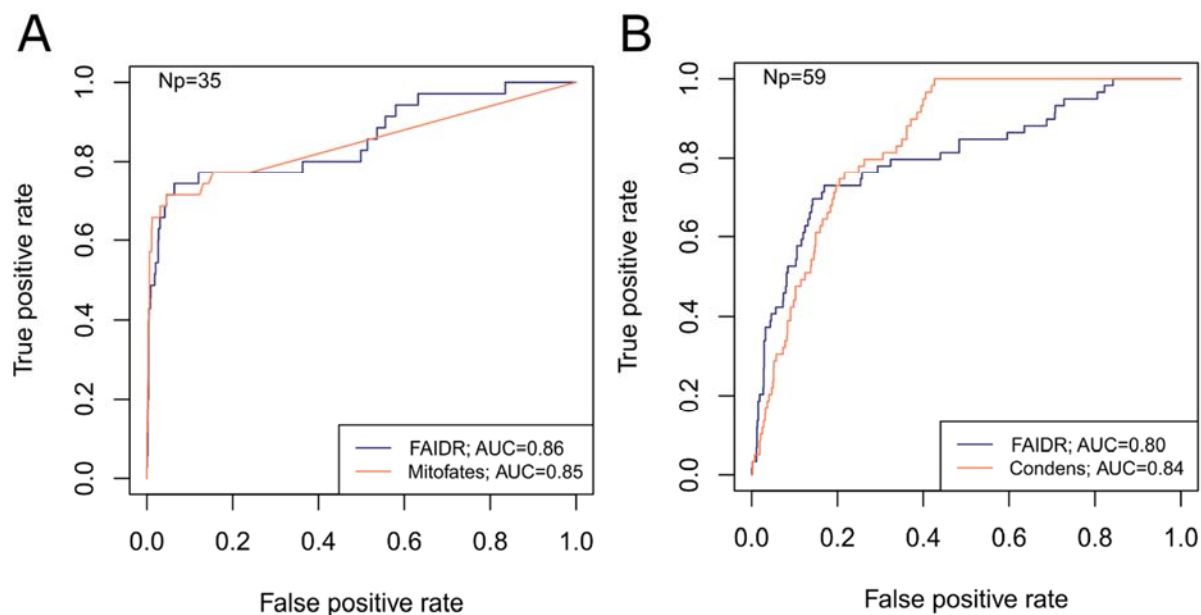 A
Np=35
True positive rate
1.0
0.8
0.6
0.4
0.2
0.0
FAIDR; AUC=0.86
Mitofates; AUC=0.85
0.0 0.2 0.4 0.6 0.8 1.0
False positive rate
B
Np=59
True positive rate
1.0
0.8
0.6
0.4
0.2
0.0
FAIDR; AUC=0.80
Condens; AUC=0.84
0.0 0.2 0.4 0.6 0.8 1.0
False positive rate